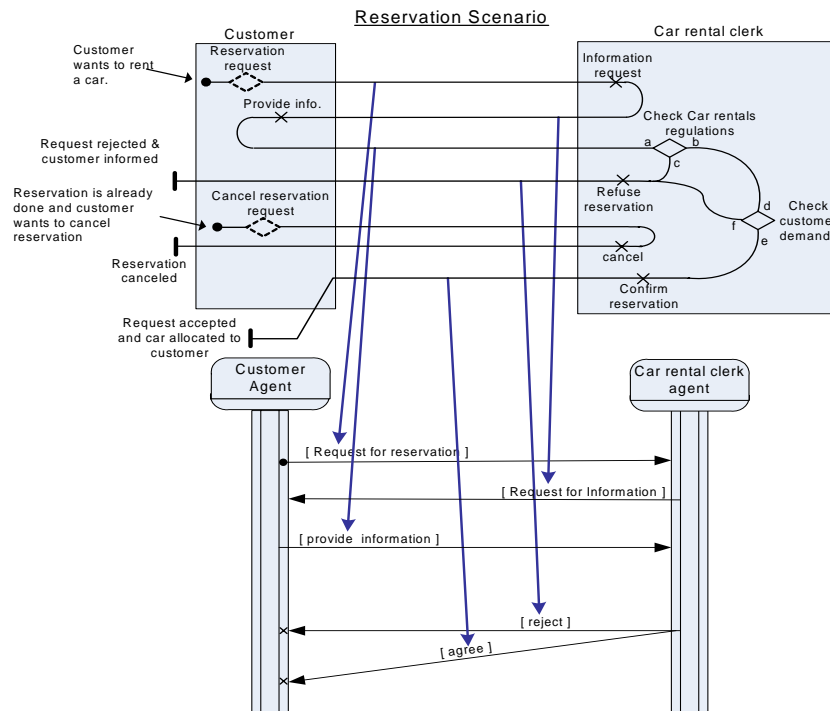 Reservation Scenario
Customer
Car rental clerk
Customer
wants to rent
a car.
Reservation
request
Information
request
Provide info.
Check Car rentals
regulations
a
b
c
Request rejected &
customer informed
Refuse
reservation
Reservation is already
done and customer
wants to cancel
reservation
Cancel reservation
request
d
f
e
Check
custome
demand
cancel
Reservation
canceled
Confirm
reservation
Request accepted
and car allocated to
customer
Customer
Agent
Car rental clerk
agent
[ Request for reservation ]
[ Request for Information ]
[ provide information ]
[ reject ]
[ agree ]